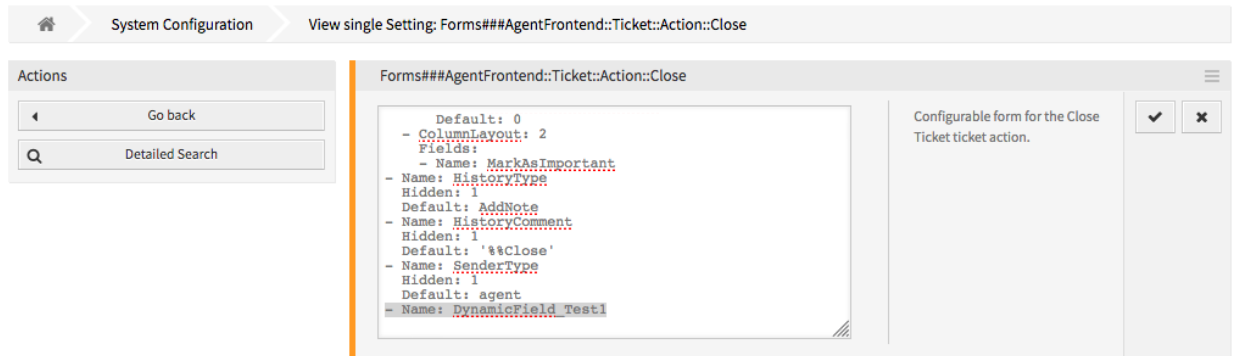 System Configuration
View single Setting: Forms###AgentFrontend::Ticket::Action::Close
Actions
Go back
Detailed Search
Forms###AgentFrontend::Ticket::Action::Close
Default: 0
- ColumnLayout: 2
Fields:
- Name: MarkAsImportant
- Name: HistoryType
Hidden: 1
Default: AddNote
- Name: HistoryComment
Hidden: 1
Default: '%%Close'
- Name: SenderType
Hidden: 1
Default: agent
- Name: DynamicField_Test1
Configurable form for the Close
Ticket ticket action.